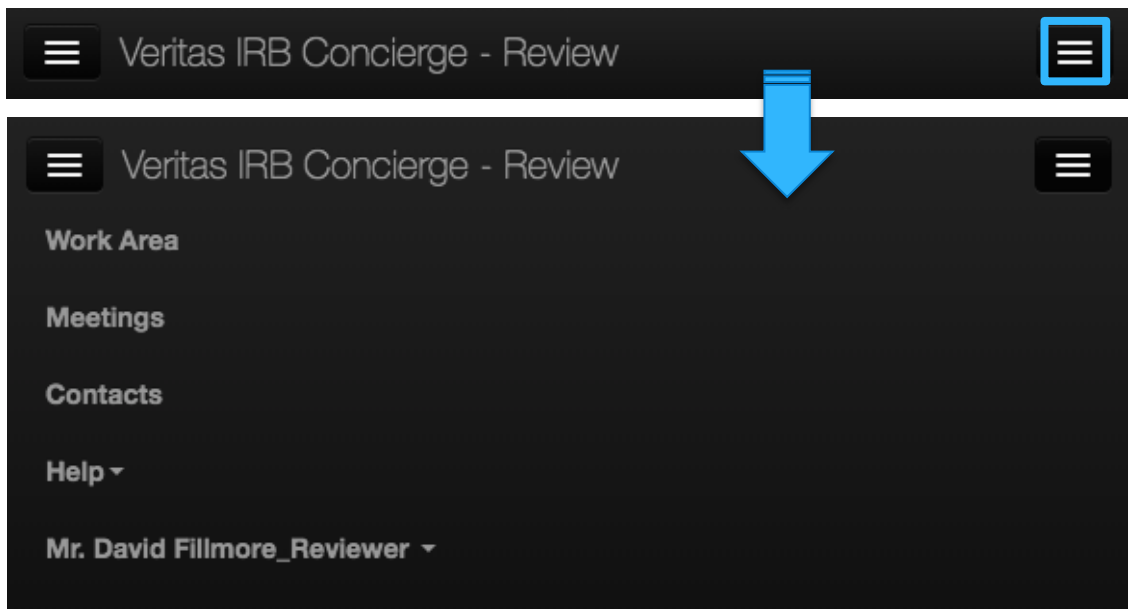 Veritas IRB Concierge - Review
Veritas IRB Concierge - Review
Work Area
Meetings
Contacts
Help
Mr. David Fillmore_Reviewer